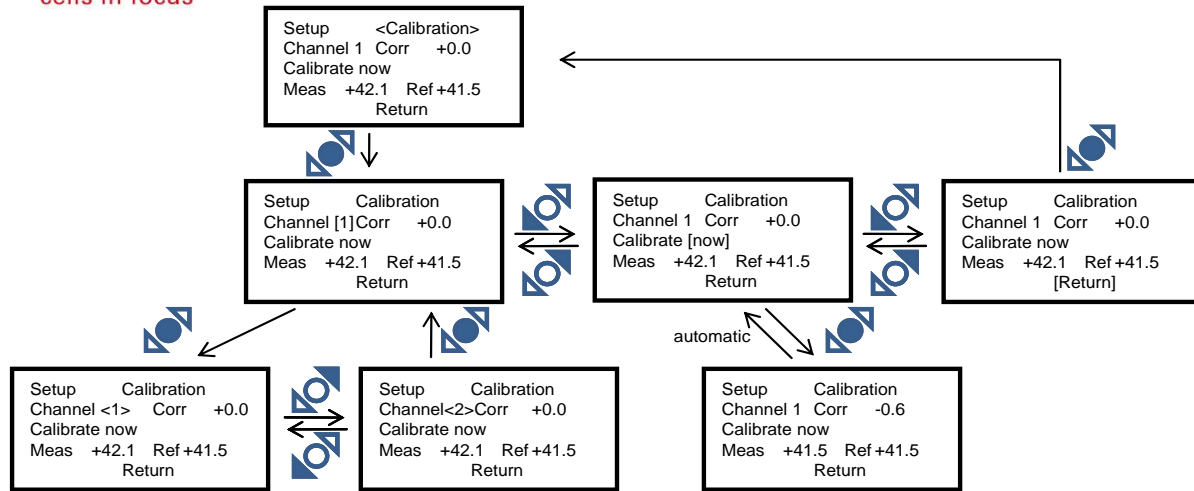 cells in focus
Setup <Calibration>
Channel 1 Corr +0.0
Calibrate now
Meas +42.1 Ref +41.5
Return
Setup Calibration
Channel [1] Corr +0.0
Calibrate now
Meas +42.1 Ref +41.5
Return
Setup Calibration
Channel 1 Corr +0.0
Calibrate [now]
Meas +42.1 Ref +41.5
Return
Setup Calibration
Channel 1 Corr +0.0
Calibrate now
Meas +42.1 Ref +41.5
[Return]
automatic
Setup Calibration
Channel <1> Corr +0.0
Calibrate now
Meas +42.1 Ref +41.5
Return
Setup Calibration
Channel<2>Corr +0.0
Calibrate now
Meas +42.1 Ref +41.5
Return
Setup Calibration
Channel 1 Corr -0.6
Calibrate now
Meas +41.5 Ref +41.5
Return